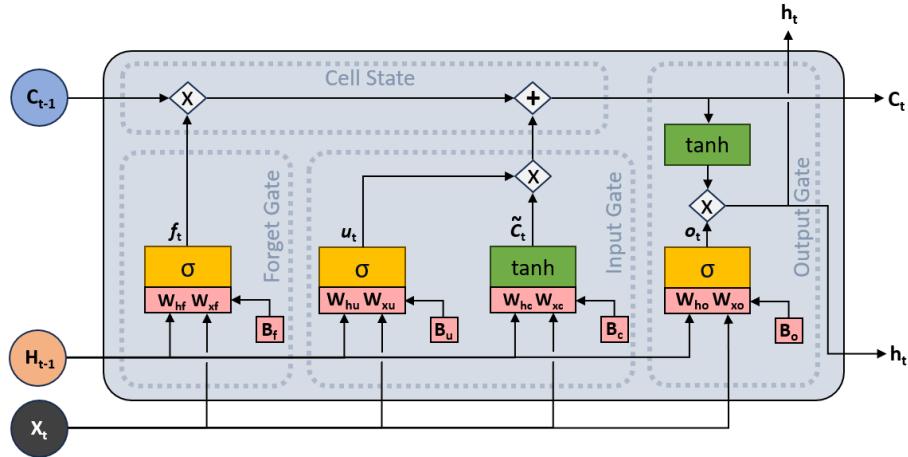 h_t
Cell State
C_t-1
X
+
C_t
tanh
Forget Gate
Input Gate
Output Gate
X
X
f_t
u_t
C̃_t
o_t
σ
σ
tanh
σ
W_hf W_xf
W_hu W_xu
W_hc W_xc
W_ho W_xo
B_f
B_u
B_c
B_o
H_t-1
h_t
X_t